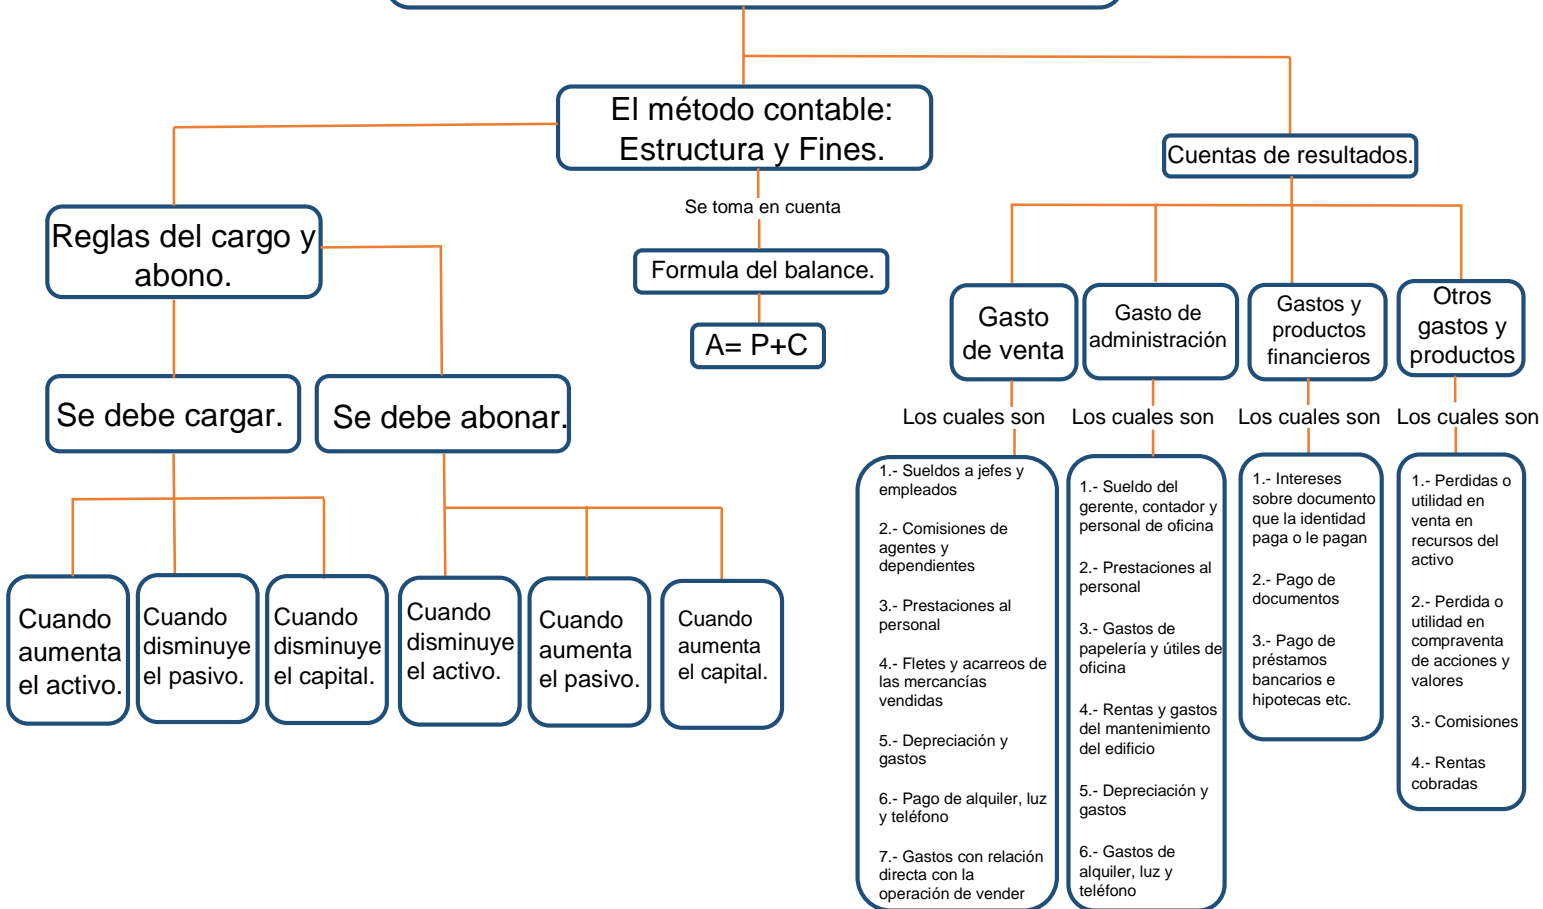 El método contable:
Estructura y Fines.
Se toma en cuenta
Formula del balance.
A= P+C
Reglas del cargo y
abono.
Se debe cargar.
Se debe abonar.
Cuando
aumenta
el activo.
Cuando
disminuye
el pasivo.
Cuando
disminuye
el capital.
Cuando
disminuye
el activo.
Cuando
aumenta
el pasivo.
Cuando
aumenta
el capital.
Cuentas de resultados.
Gasto
de venta
Los cuales son
1.- Sueldos a jefes y
empleados
2.- Comisiones de
agentes y
dependientes
3.- Prestaciones al
personal
4.- Fletes y acarreos de
las mercancías
vendidas
5.- Depreciación y
gastos
6.- Pago de alquiler, luz
y teléfono
7.- Gastos con relación
directa con la
operación de vender
Gasto de
administración
Los cuales son
1.- Sueldo del
gerente, contador y
personal de oficina
2.- Prestaciones al
personal
3.- Gastos de
papelería y útiles de
oficina
4.- Rentas y gastos
del mantenimiento
del edificio
5.- Depreciación y
gastos
6.- Gastos de
alquiler, luz y
teléfono
Gastos y
productos
financieros
Los cuales son
1.- Intereses
sobre documento
que la identidad
paga o le pagan
2.- Pago de
documentos
3.- Pago de
préstamos
bancarios e
hipotecas etc.
Otros
gastos y
productos
Los cuales son
1.- Perdidas o
utilidad en
venta en
recursos del
activo
2.- Perdida o
utilidad en
compraventa
de acciones y
valores
3.- Comisiones
4.- Rentas
cobradas